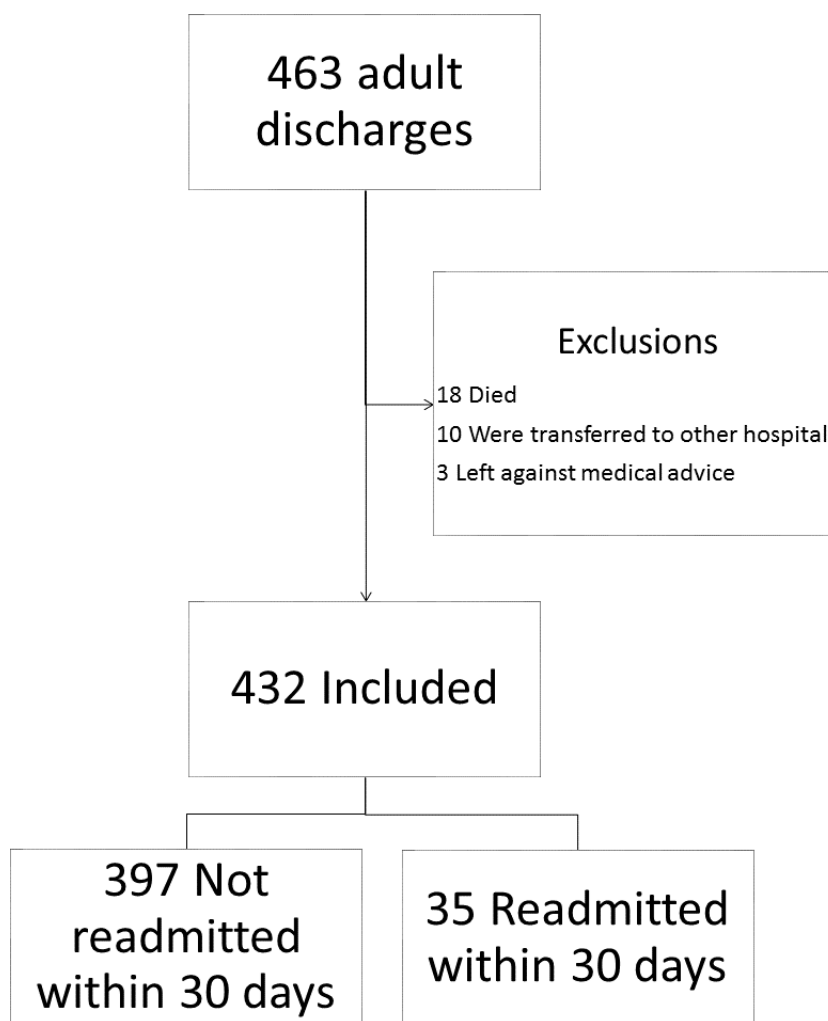 463 adult
discharges
Exclusions
18 Died
10 Were transferred to other hospital
3 Left against medical advice
432 Included
397 Not
readmitted
within 30 days
35 Readmitted
within 30 days